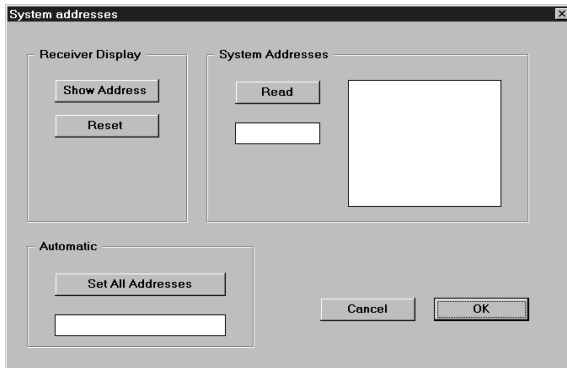 System addresses
Receiver Display
Show Address
Reset
System Addresses
Read
Automatic
Set All Addresses
Cancel
OK